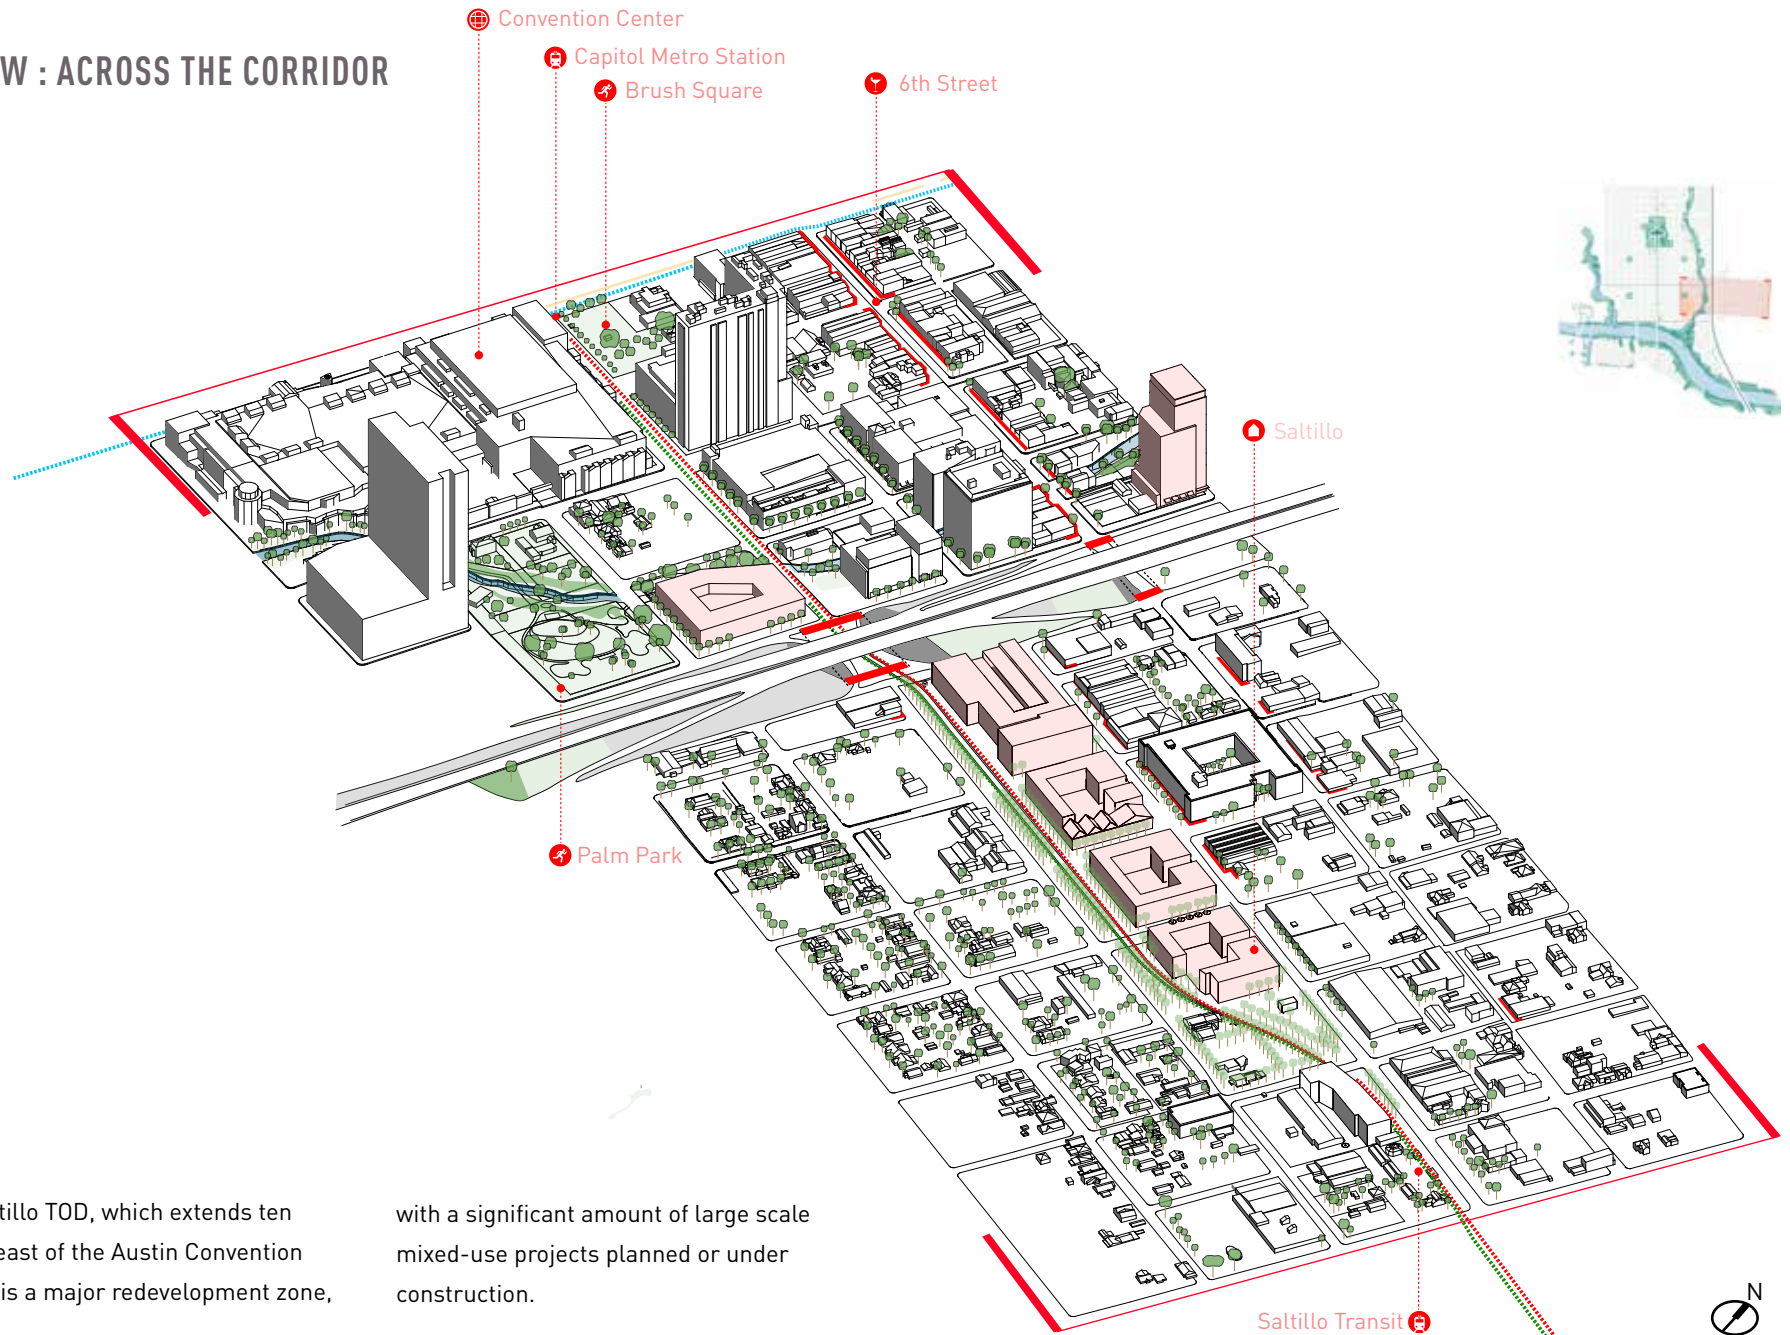 W : ACROSS THE CORRIDOR
Convention Center
Capitol Metro Station
Brush Square
6th Street
Saltillo
Palm Park
tillo TOD, which extends ten
east of the Austin Convention
is a major redevelopment zone,
with a significant amount of large scale
mixed-use projects planned or under
construction.
Saltillo Transit
N